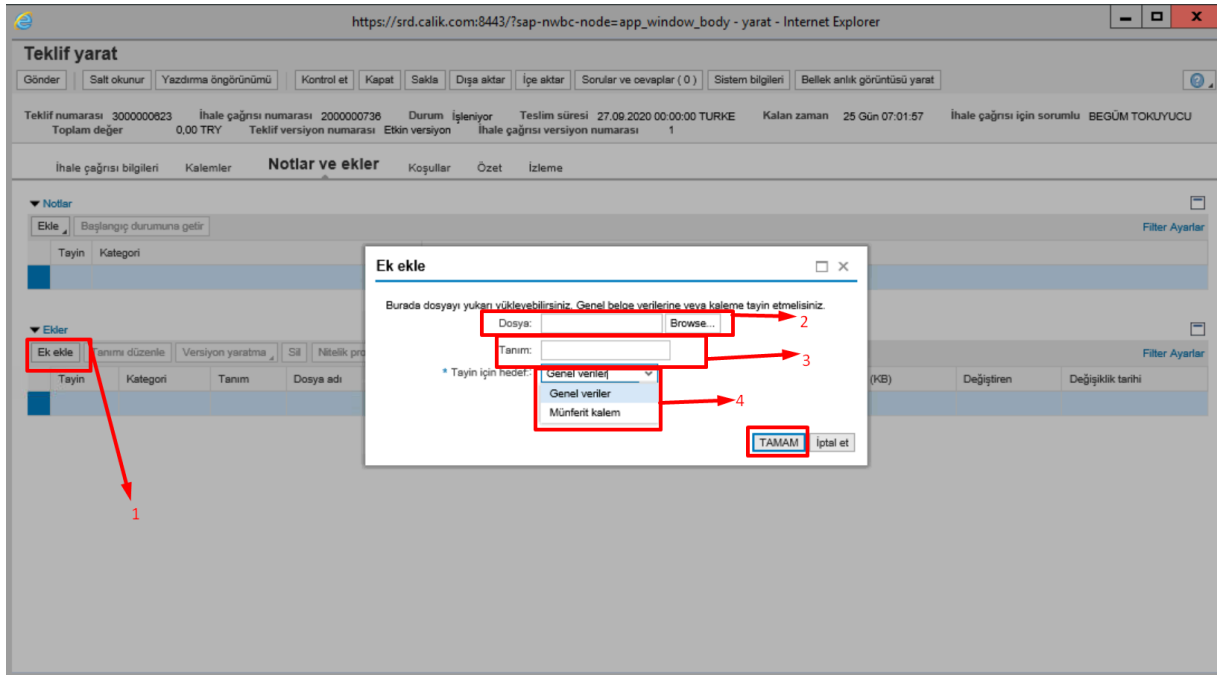 https://srd.calik.com:8443/?sap-nwbc-node=app_window_body - yarat - Internet Explorer
Teklif yarat
Gönder Salt okunur Yazdırma öngörünümü Kontrol et Kapat Sakla Dışa aktar İçe aktar Sorular ve cevaplar ( 0 ) Sistem bilgileri Bellek anlık görüntüsü yarat
Teklif numarası 3000000623 İhale çağrısı numarası 2000000736 Durum İşleniyor Teslim süresi 27.09.2020 00:00:00 TURKE Kalan zaman 25 Gün 07:01:57 İhale çağrısı için sorumlu BEGÜM TOKUYUCU
Toplam değer 0,00 TRY Teklif versiyon numarası Etkin versiyon İhale çağrısı versiyon numarası 1
İhale çağrısı bilgileri Kalemler Notlar ve ekler Koşullar Özet İzleme
Notlar
Ekle Başlangıç durumuna getir Filter Ayarlar
Tayin Kategori
Ek ekle
Burada dosyayı yukarı yükleyebilirsiniz. Genel belge verilerine veya kaleme tayin etmelisiniz.
Dosya: Browse... 2
Tanım: 3
* Tayin için hedef: Genel veriler
Genel veriler
Münferit kalem 4
TAMAM İptal et
Ekler
Ek ekle Tanımı düzenle Versiyon yaratma Sil Nitelik pro Filter Ayarlar
Tayin Kategori Tanım Dosya adı (KB) Değiştiren Değişiklik tarihi
1